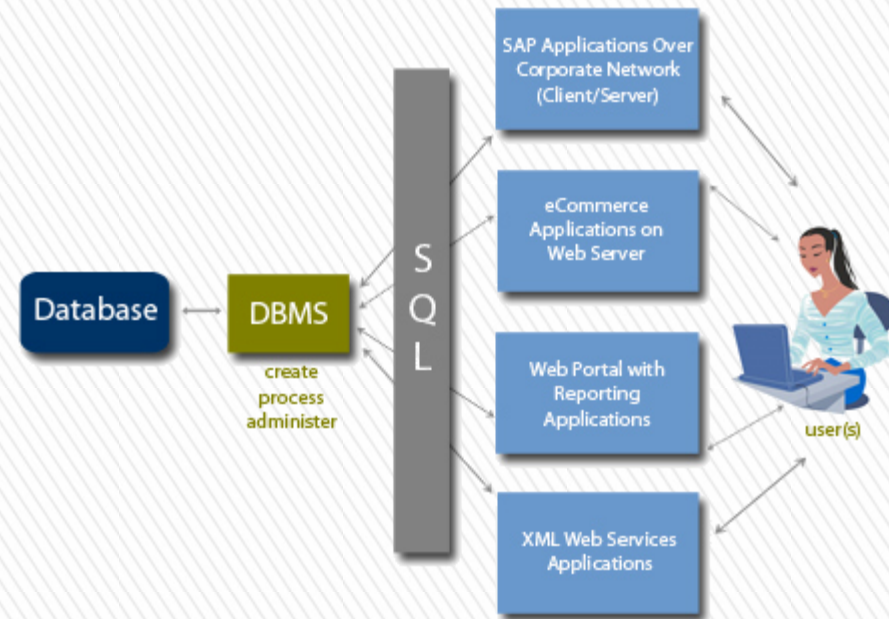 SAP Applications Over
Corporate Network
(Client/Server)
eCommerce
Applications on
Web Server
S
Q
L
Database
DBMS
create
process
administer
Web Portal with
Reporting
Applications
user(s)
XML Web Services
Applications